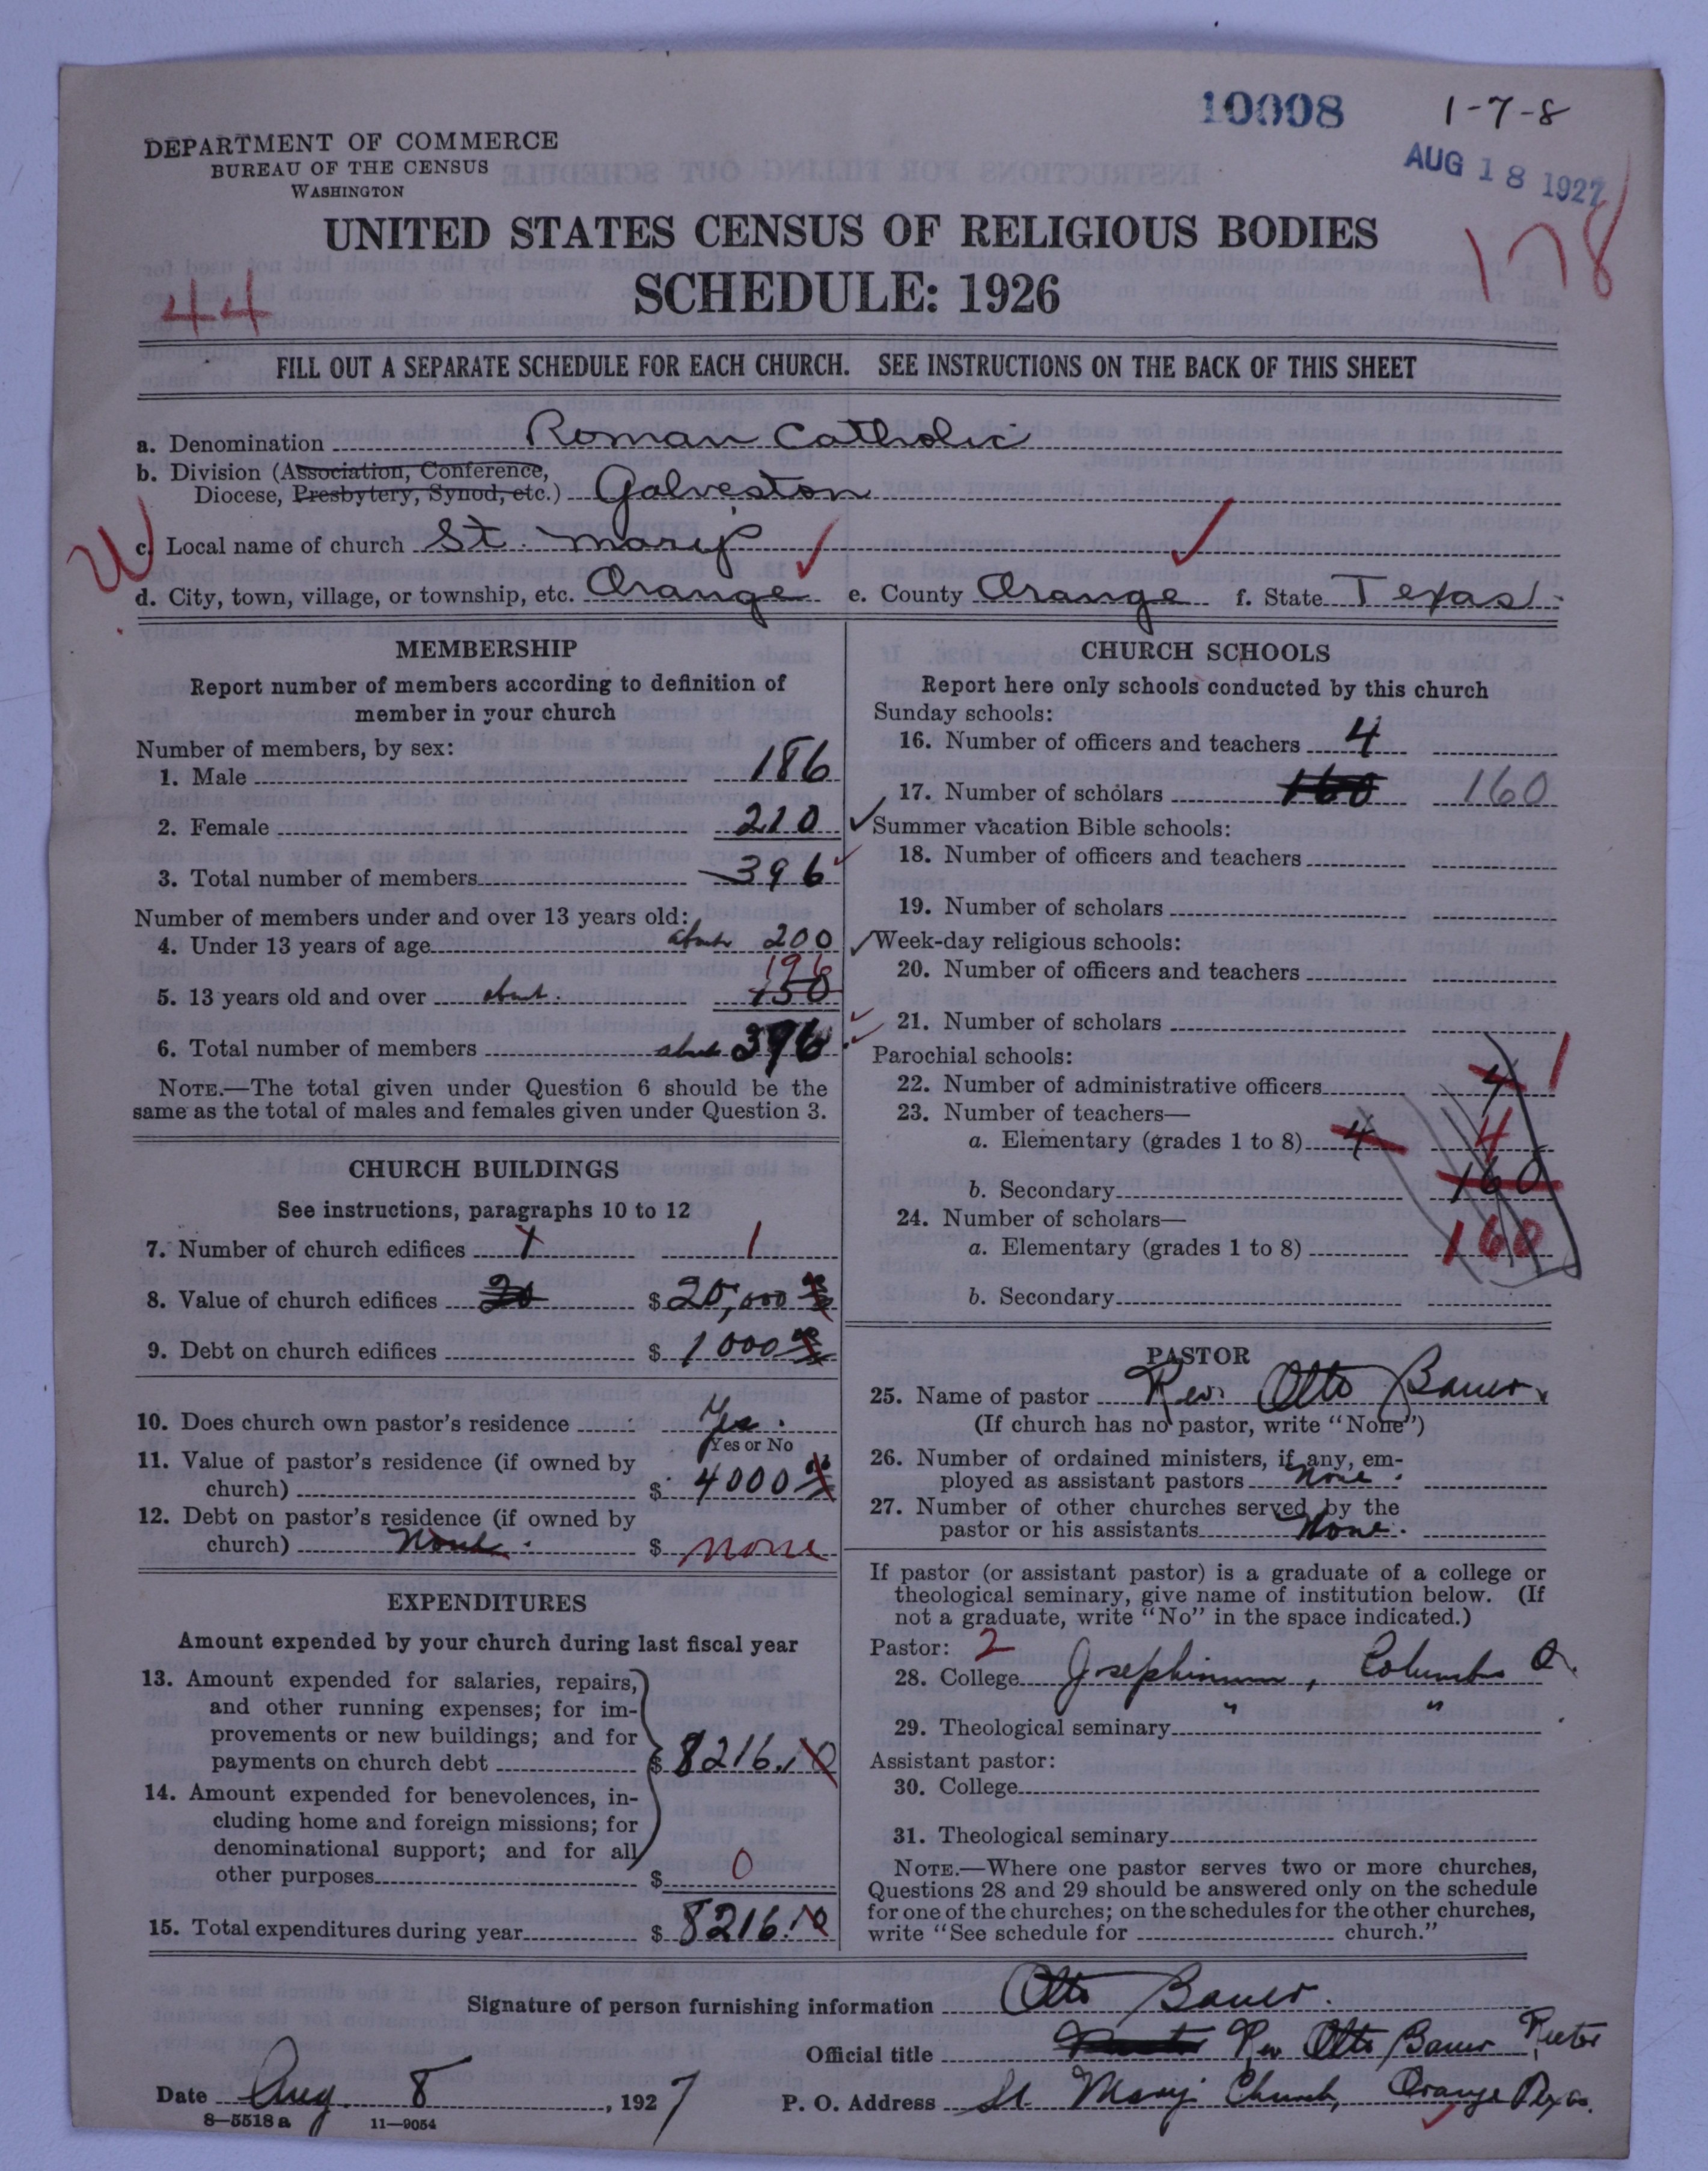 10008
1-7-8
AUG 18 1927
178
DEPARTMENT OF COMMERCE
BUREAU OF THE CENSUS
WASHINGTON
UNITED STATES CENSUS OF RELIGIOUS BODIES
SCHEDULE: 1926
44
FILL OUT A SEPARATE SCHEDULE FOR EACH CHURCH. SEE INSTRUCTIONS ON THE BACK OF THIS SHEET
a. Denomination Roman Catholic
b. Division (Association, Conference,
Diocese, Presbytery, Synod, etc.) Galveston
W
c. Local name of church St. Mary's
d. City, town, village, or township, etc. Orange e. County Orange f. State Texas.
MEMBERSHIP
Report number of members according to definition of
member in your church
Number of members, by sex:
1. Male 186
2. Female 210
3. Total number of members 396
Number of members under and over 13 years old:
4. Under 13 years of age about 200
196
5. 13 years old and over about 150
6. Total number of members about 396
NOTE.—The total given under Question 6 should be the
same as the total of males and females given under Question 3.
CHURCH BUILDINGS
See instructions, paragraphs 10 to 12
7. Number of church edifices 1 1
8. Value of church edifices 20 $ 25,000
9. Debt on church edifices $ 1000
10. Does church own pastor's residence Yes.
Yes or No
11. Value of pastor's residence (if owned by
church) $ 4000
12. Debt on pastor's residence (if owned by
church) None. $ none
EXPENDITURES
Amount expended by your church during last fiscal year
13. Amount expended for salaries, repairs,
and other running expenses; for im-
provements or new buildings; and for
payments on church debt $ 8216.10
14. Amount expended for benevolences, in-
cluding home and foreign missions; for
denominational support; and for all
other purposes $ 0
15. Total expenditures during year $ 8216.10
CHURCH SCHOOLS
Report here only schools conducted by this church
Sunday schools:
16. Number of officers and teachers 4
17. Number of scholars 160 160
Summer vacation Bible schools:
18. Number of officers and teachers
19. Number of scholars
Week-day religious schools:
20. Number of officers and teachers
21. Number of scholars
Parochial schools:
22. Number of administrative officers 4 1
23. Number of teachers—
a. Elementary (grades 1 to 8) 4 4
b. Secondary 160
24. Number of scholars—
a. Elementary (grades 1 to 8) 160
b. Secondary
PASTOR
25. Name of pastor Rev. Otto Bauer
(If church has no pastor, write "None")
26. Number of ordained ministers, if any, em-
ployed as assistant pastors None.
27. Number of other churches served by the
pastor or his assistants None.
If pastor (or assistant pastor) is a graduate of a college or
theological seminary, give name of institution below. (If
not a graduate, write "No" in the space indicated.)
Pastor: 2
28. College Josephinum, Columbus O.
29. Theological seminary " "
Assistant pastor:
30. College
31. Theological seminary
NOTE.—Where one pastor serves two or more churches,
Questions 28 and 29 should be answered only on the schedule
for one of the churches; on the schedules for the other churches,
write "See schedule for church."
Signature of person furnishing information Otto Bauer.
Official title Rev Otto Bauer Rector
Date Aug. 8, 1927 P. O. Address St. Mary's Church, Orange Texas.
8—5518 a 11—9054